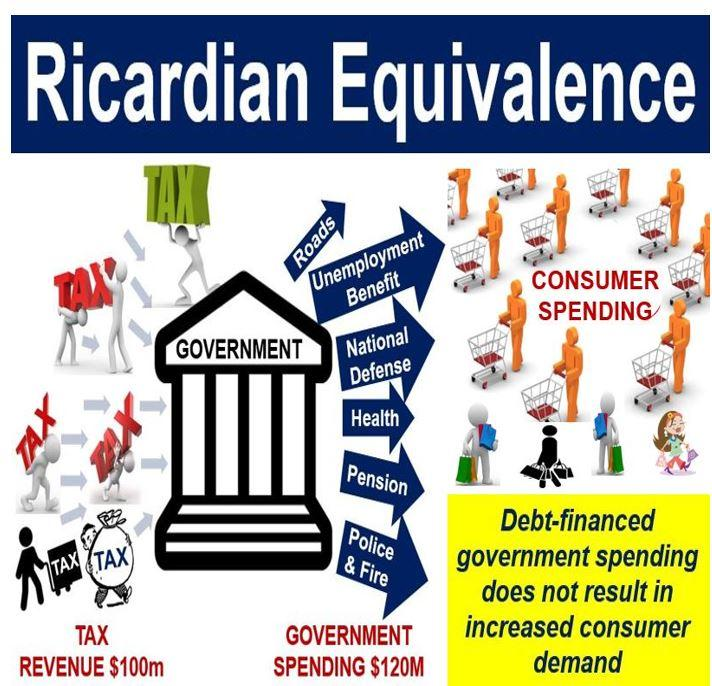 Ricardian Equivalence
TAX
TAX
TAX
TAX
TAX
TAX
GOVERNMENT
Roads
Unemployment
Benefit
National
Defense
Health
Pension
Police
& Fire
CONSUMER
SPENDING
TAX
REVENUE $100m
GOVERNMENT
SPENDING $120M
Debt-financed
government spending
does not result in
increased consumer
demand